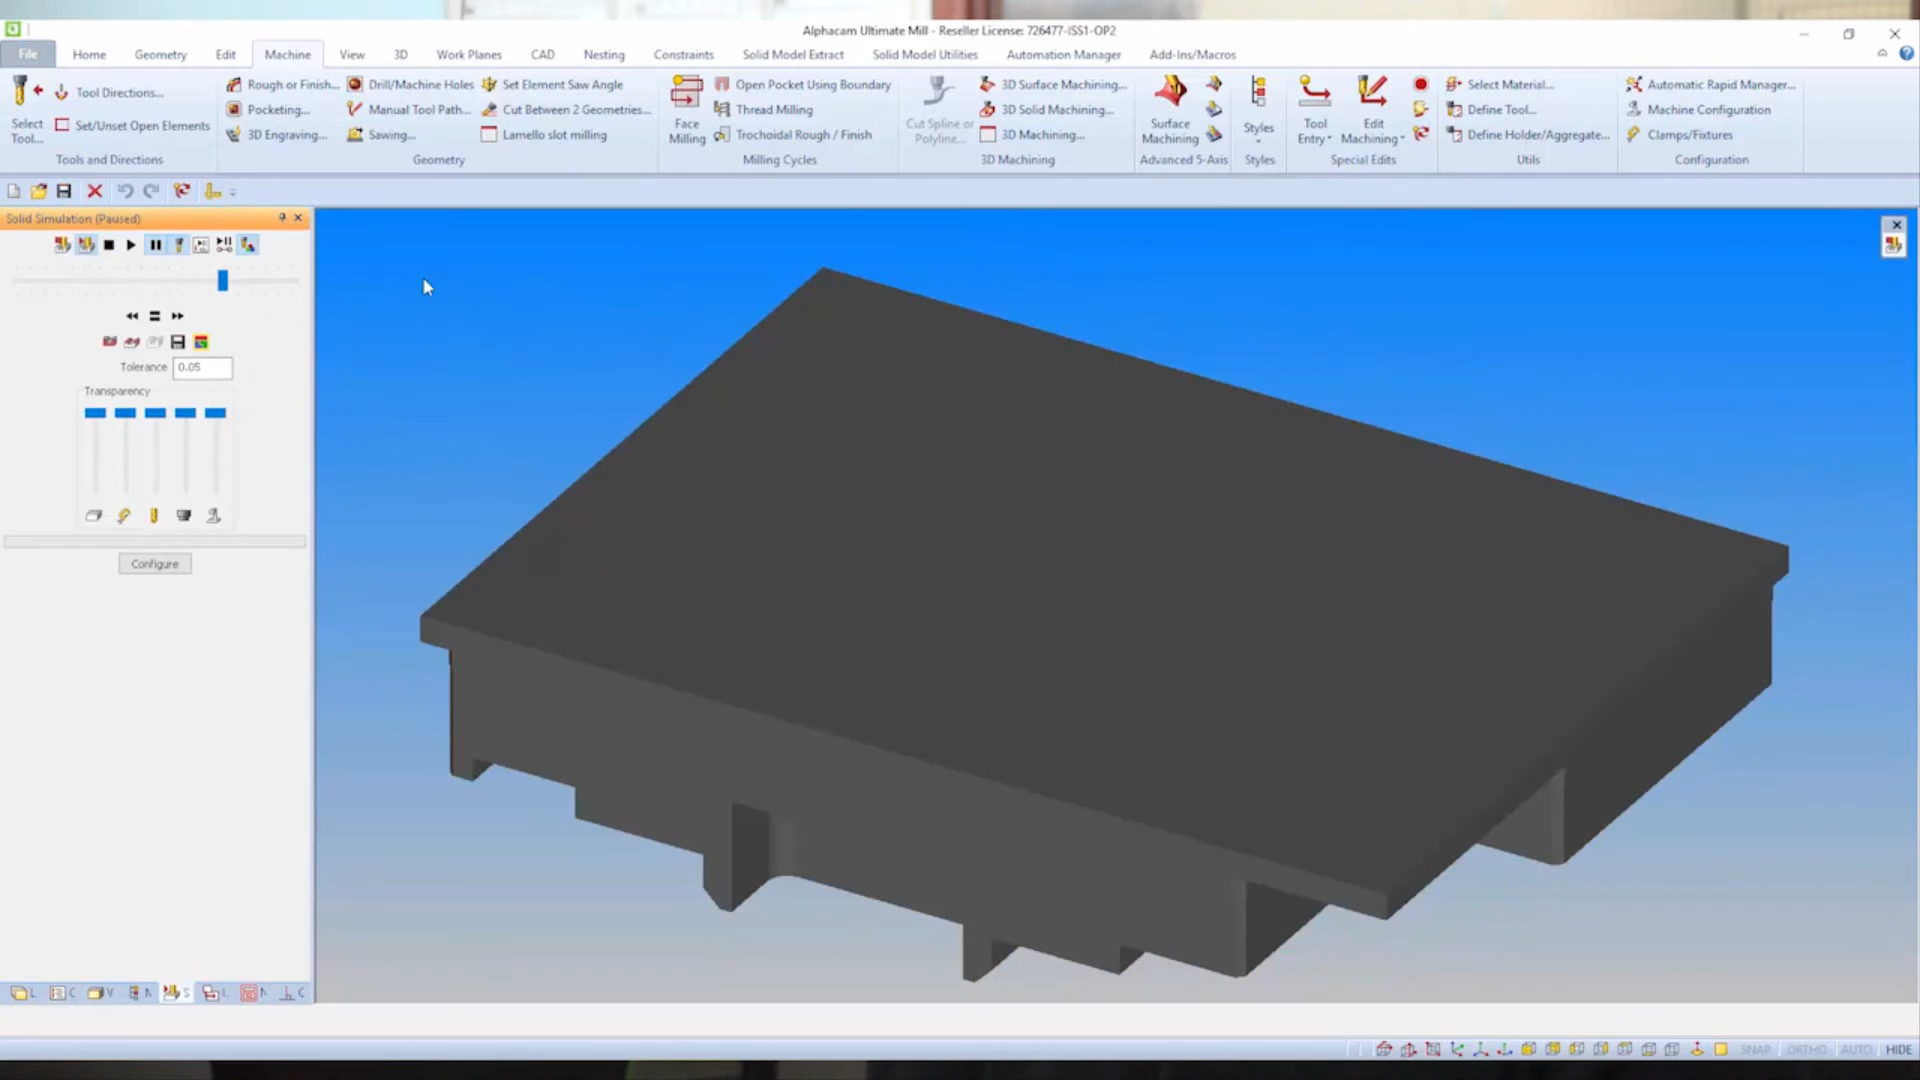 Alphacam Ultimate Mill - Reseller License: 726477-ISS1-OP2
File Home Geometry Edit Machine View 3D Work Planes CAD Nesting Constraints Solid Model Extract Solid Model Utilities Automation Manager Add-Ins/Macros
Select Tool...
Tool Directions...
Set/Unset Open Elements
Tools and Directions
Rough or Finish...
Pocketing...
3D Engraving...
Drill/Machine Holes
Manual Tool Path...
Sawing...
Set Element Saw Angle
Cut Between 2 Geometries...
Lamello slot milling
Geometry
Face
Milling
Open Pocket Using Boundary
Thread Milling
Trochoidal Rough / Finish
Milling Cycles
Cut Spline or
Polyline...
3D Surface Machining...
3D Solid Machining...
3D Machining...
3D Machining
Surface
Machining
Advanced 5-Axis
Styles
Styles
Tool
Entry
Edit
Machining
Special Edits
Select Material...
Define Tool...
Define Holder/Aggregate...
Utils
Automatic Rapid Manager...
Machine Configuration
Clamps/Fixtures
Configuration
Solid Simulation (Paused)
Tolerance 0.05
Transparency
Configure
L C V N S L N C
SNAP ORTHO AUTO HIDE